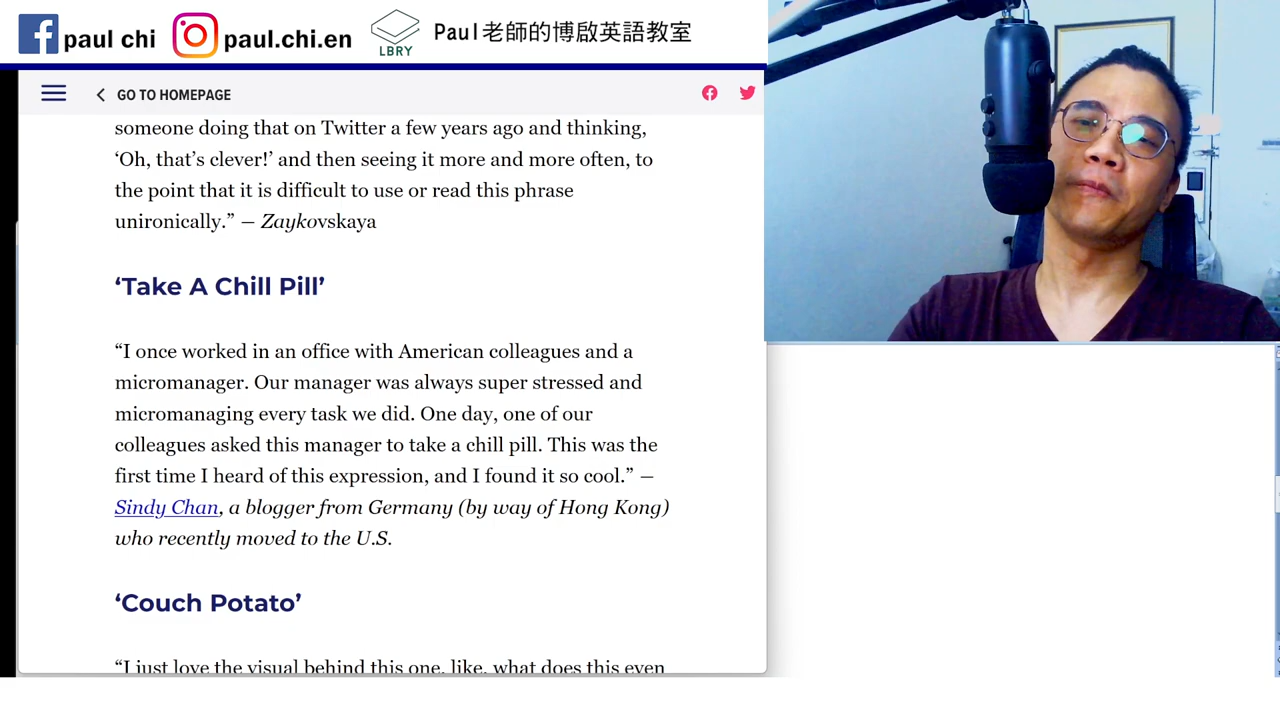 paul chi
paul.chi.en
LBRY
Paul老師的博啟英語教室
GO TO HOMEPAGE
someone doing that on Twitter a few years ago and thinking,
‘Oh, that’s clever!’ and then seeing it more and more often, to
the point that it is difficult to use or read this phrase
unironically.” — Zaykovskaya
‘Take A Chill Pill’
“I once worked in an office with American colleagues and a
micromanager. Our manager was always super stressed and
micromanaging every task we did. One day, one of our
colleagues asked this manager to take a chill pill. This was the
first time I heard of this expression, and I found it so cool.” —
Sindy Chan, a blogger from Germany (by way of Hong Kong)
who recently moved to the U.S.
‘Couch Potato’
“I just love the visual behind this one, like, what does this even